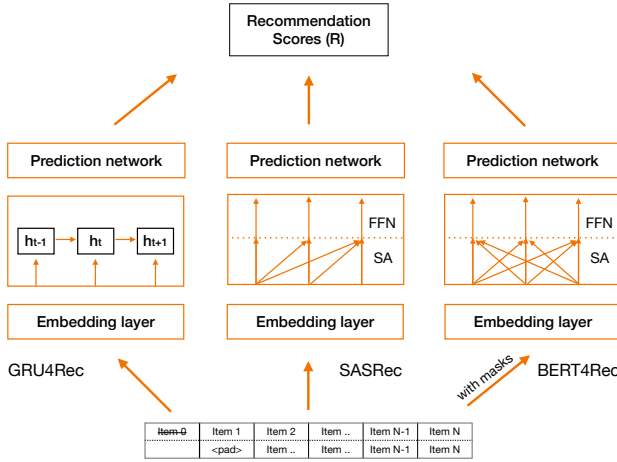 Recommendation
Scores (R)
Prediction network
Prediction network
Prediction network
ht-1
ht
ht+1
FFN
SA
FFN
SA
Embedding layer
Embedding layer
Embedding layer
GRU4Rec
SASRec
with masks
BERT4Rec
Item 0 Item 1 Item 2 Item .. Item N-1 Item N
<pad> Item .. Item .. Item N-1 Item N